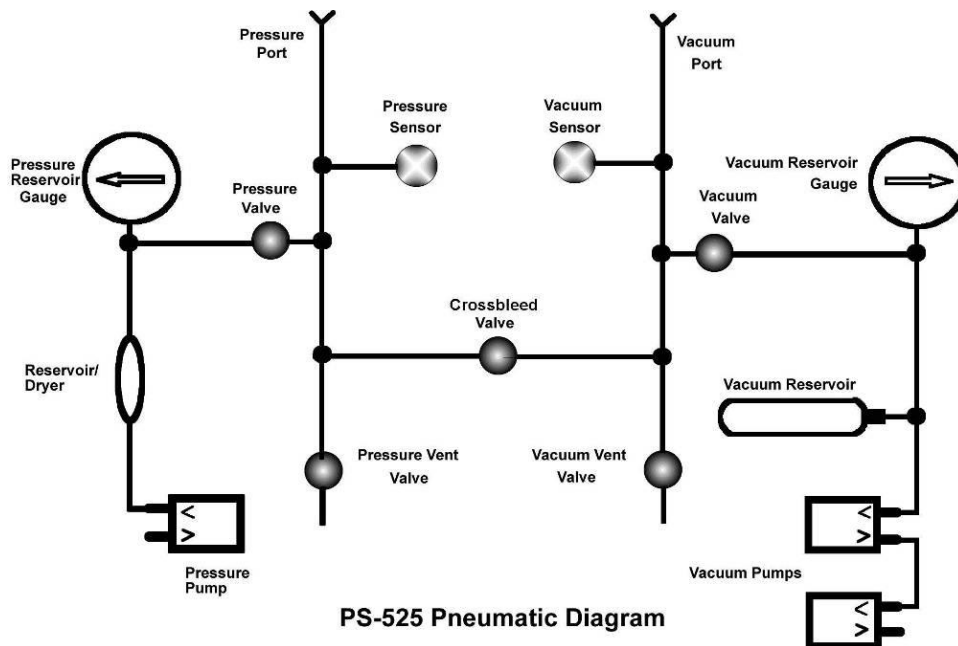 Pressure
Port
Vacuum
Port
Pressure
Sensor
Vacuum
Sensor
Pressure
Reservoir
Gauge
Pressure
Valve
Vacuum Reservoir
Gauge
Vacuum
Valve
Crossbleed
Valve
Reservoir/
Dryer
Vacuum Reservoir
Pressure Vent
Valve
Vacuum Vent
Valve
<
>
<
>
Pressure
Pump
Vacuum Pumps
<
>
PS-525 Pneumatic Diagram